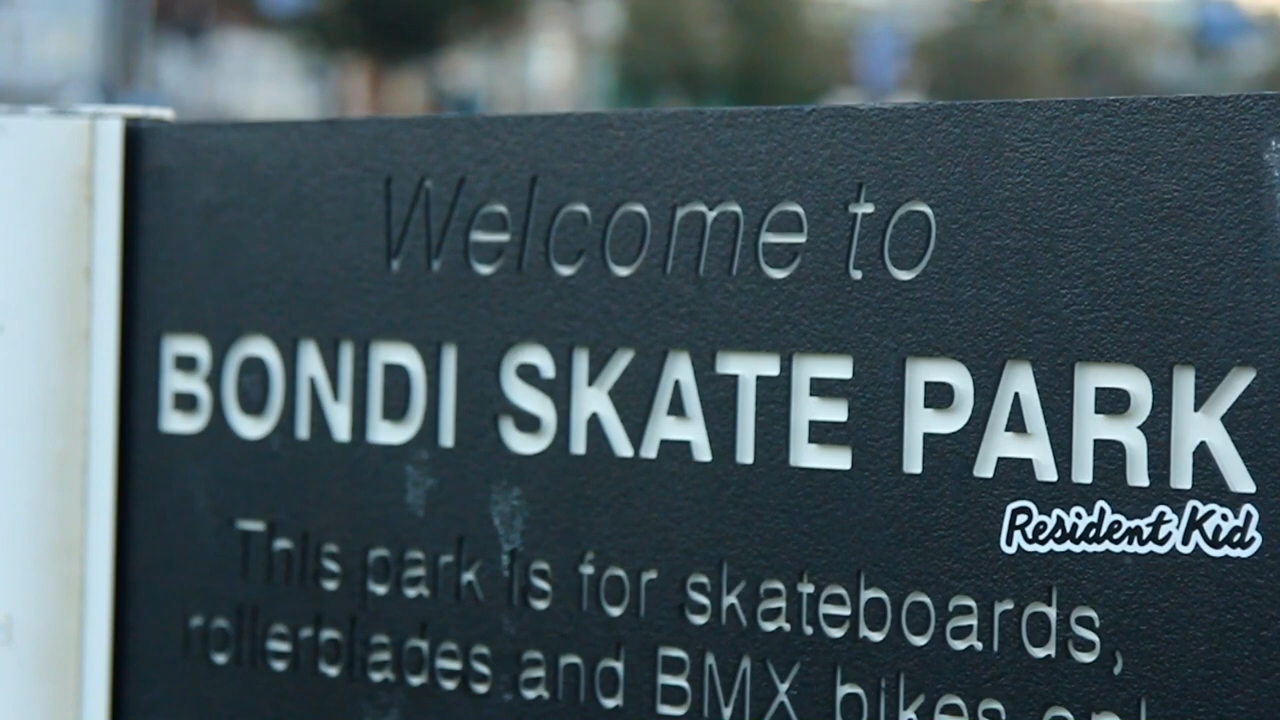 Welcome to
BONDI SKATE PARK
Resident Kid
This park is for skateboards,
rollerblades and BMX bikes